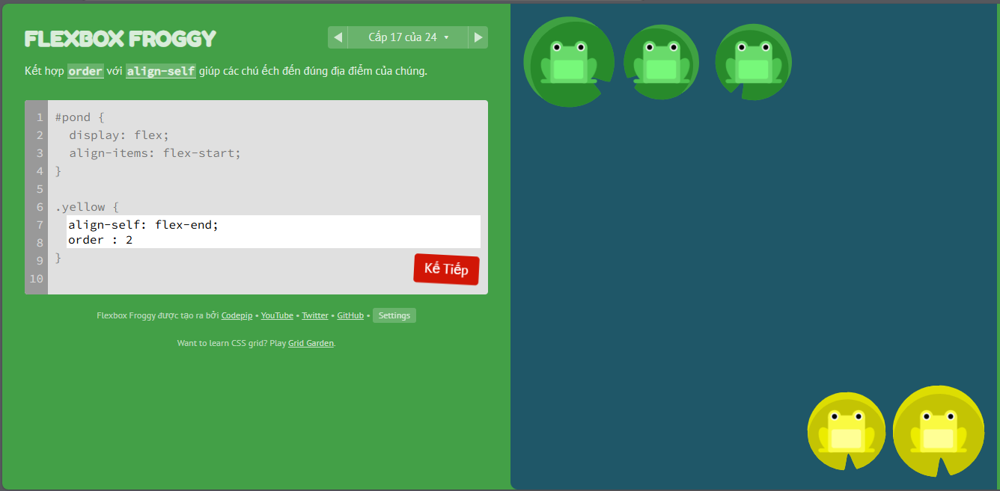 FLEXBOX FROGGY
◀ Cấp 17 của 24 ▾ ▶
Kết hợp order với align-self giúp các chú ếch đến đúng địa điểm của chúng.
1 #pond {
2   display: flex;
3   align-items: flex-start;
4 }
5
6 .yellow {
7   align-self: flex-end;
8   order : 2
9 }
10
Kế Tiếp
Flexbox Froggy được tạo ra bởi Codepip • YouTube • Twitter • GitHub • Settings
Want to learn CSS grid? Play Grid Garden.